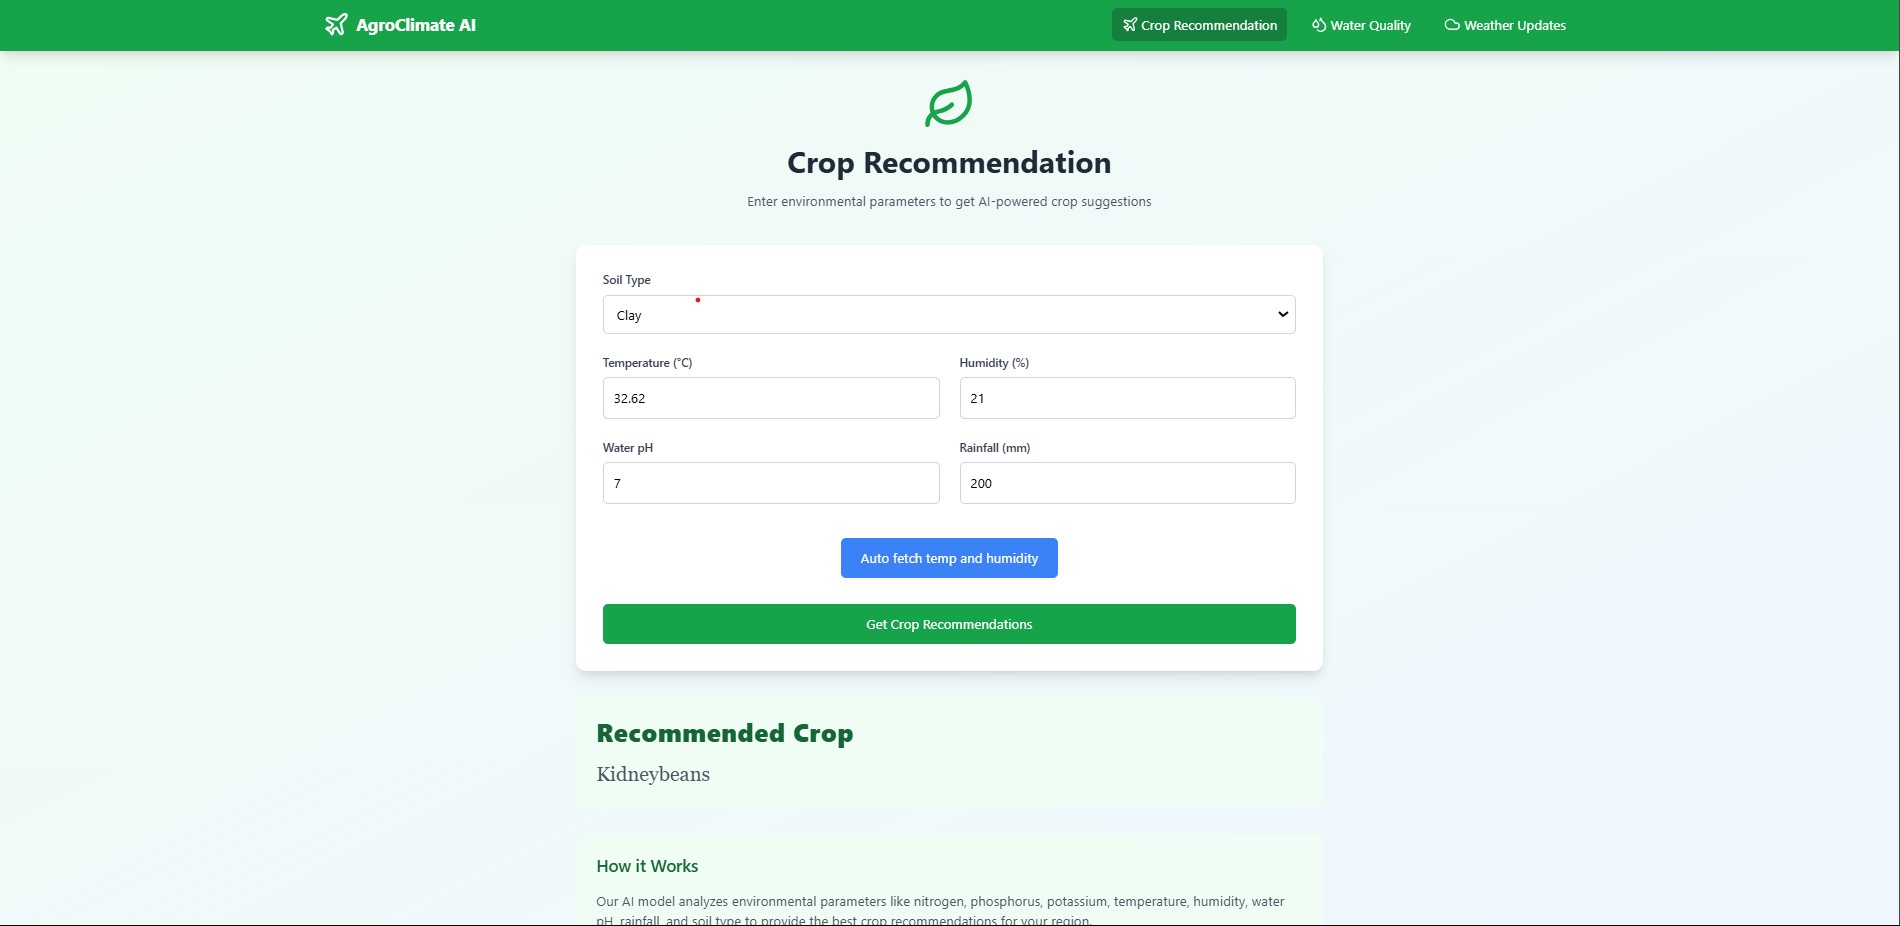 AgroClimate AI
Crop Recommendation
Water Quality
Weather Updates
Crop Recommendation
Enter environmental parameters to get AI-powered crop suggestions
Soil Type
Clay
Temperature (°C)
Humidity (%)
32.62
21
Water pH
Rainfall (mm)
7
200
Auto fetch temp and humidity
Get Crop Recommendations
Recommended Crop
Kidneybeans
How it Works
Our AI model analyzes environmental parameters like nitrogen, phosphorus, potassium, temperature, humidity, water
pH, rainfall, and soil type to provide the best crop recommendations for your region.